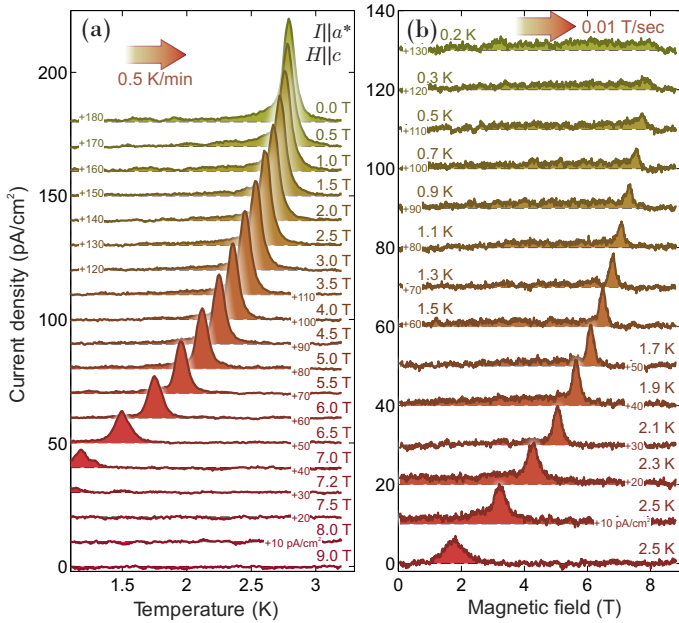 (a)
I||a*
H||c
0.5 K/min
0.0 T
+180
0.5 T
+170
1.0 T
+160
1.5 T
+150
2.0 T
+140
2.5 T
+130
3.0 T
+120
3.5 T
+110
4.0 T
+100
4.5 T
+90
5.0 T
+80
5.5 T
+70
6.0 T
+60
6.5 T
+50
7.0 T
+40
7.2 T
+30
7.5 T
+20
8.0 T
+10 pA/cm²
9.0 T
200
150
100
50
0
Current density (pA/cm²)
1.5
2
2.5
3
Temperature (K)
(b)
0.01 T/sec
0.2 K
+130
0.3 K
+120
0.5 K
+110
0.7 K
+100
0.9 K
+90
1.1 K
+80
1.3 K
+70
1.5 K
+60
1.7 K
+50
1.9 K
+40
2.1 K
+30
2.3 K
+20
2.5 K
+10 pA/cm²
2.5 K
140
120
100
80
60
40
20
0
0
2
4
6
8
Magnetic field (T)